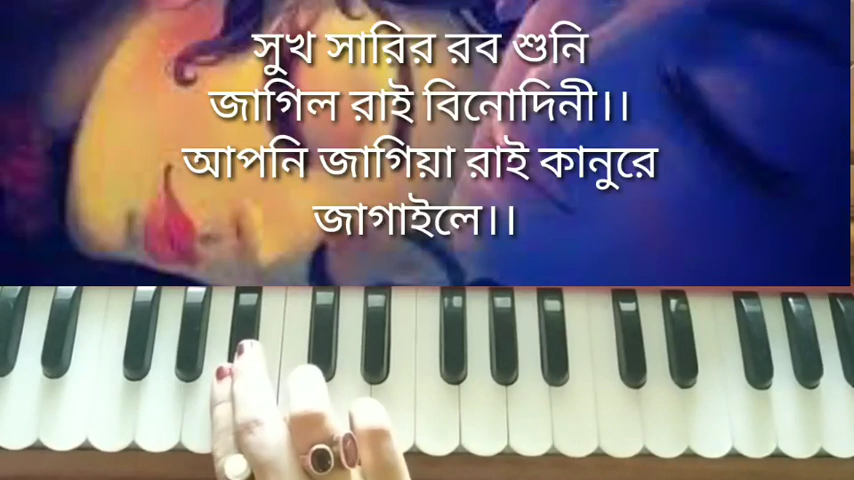 সুখ সারির রব শুনি
জাগিল রাই বিনোদিনী।।
আপনি জাগিয়া রাই কানুরে
জাগাইলে।।